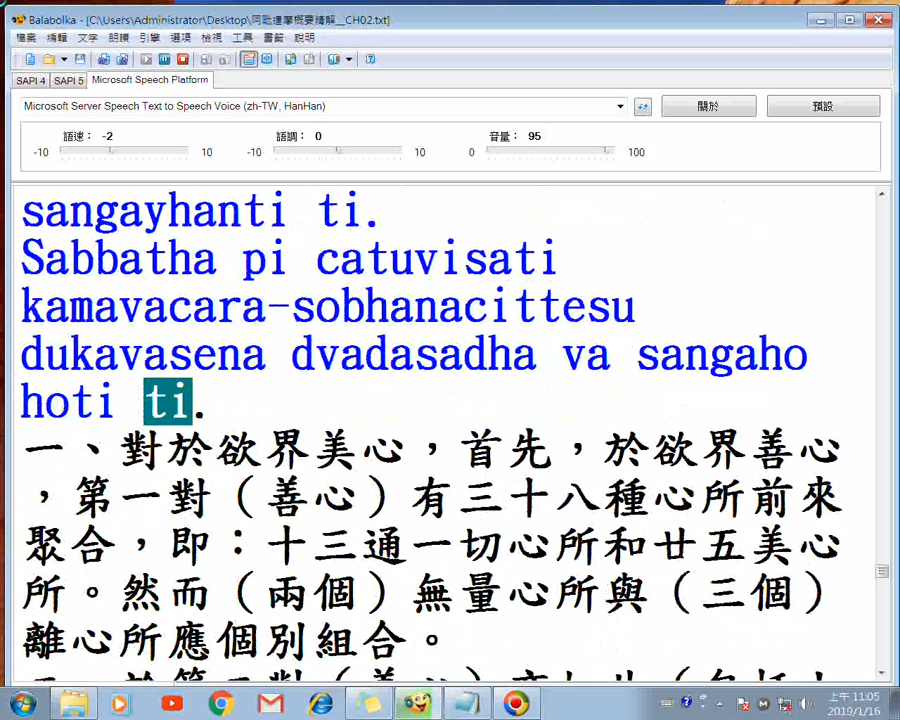 Balabolka - [C:\Users\Administrator\Desktop\阿毗達摩概要精解__CH02.txt]
檔案 編輯 文字 朗讀 引擎 選項 檢視 工具 書籤 說明
SAPI 4 SAPI 5 Microsoft Speech Platform
Microsoft Server Speech Text to Speech Voice (zh-TW, HanHan) 關於 預設
語速： -2 語調： 0 音量： 95
-10 10 -10 10 0 100
sangayhanti ti.
Sabbatha pi catuvisati
kamavacara-sobhanacittesu
dukavasena dvadasadha va sangaho
hoti ti.
一、對於欲界美心，首先，於欲界善心
，第一對（善心）有三十八種心所前來
聚合，即：十三通一切心所和廿五美心
所。然而（兩個）無量心所與（三個）
離心所應個別組合。
上午 11:05
2019/1/16